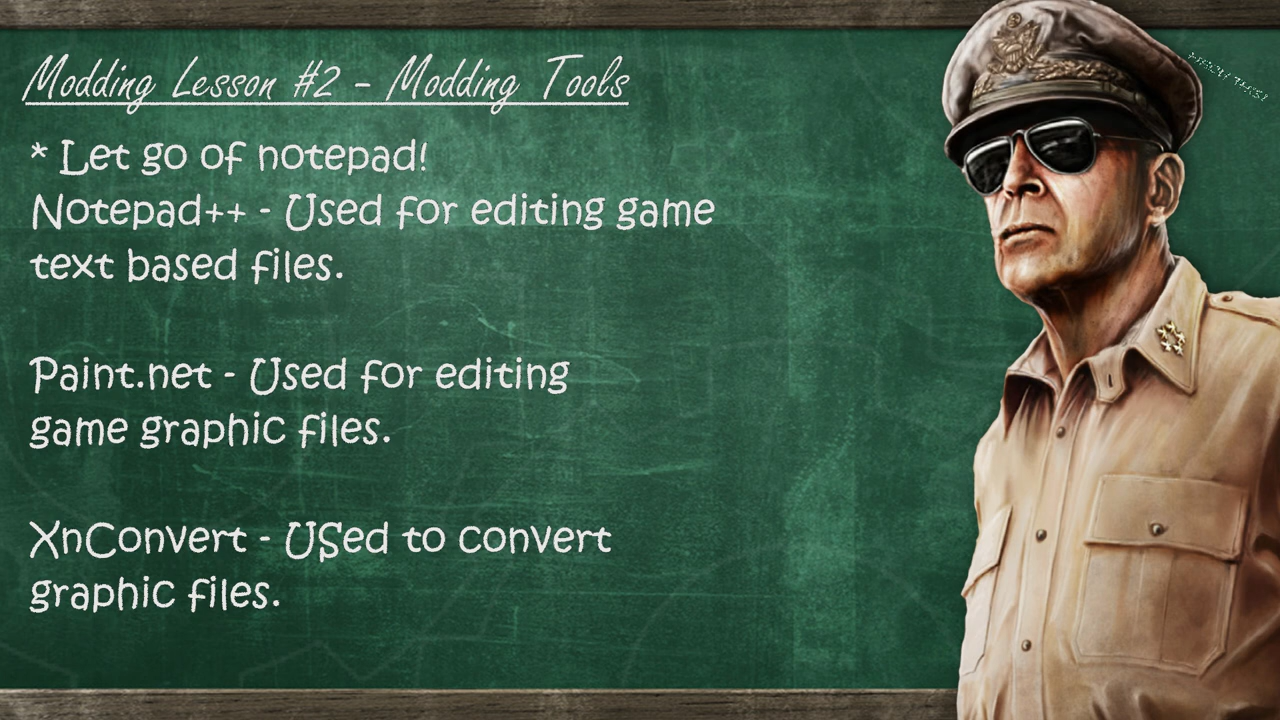 Modding Lesson #2 - Modding Tools
* Let go of notepad!
Notepad++ - Used for editing game
text based files.
Paint.net - Used for editing
game graphic files.
XnConvert - USed to convert
graphic files.